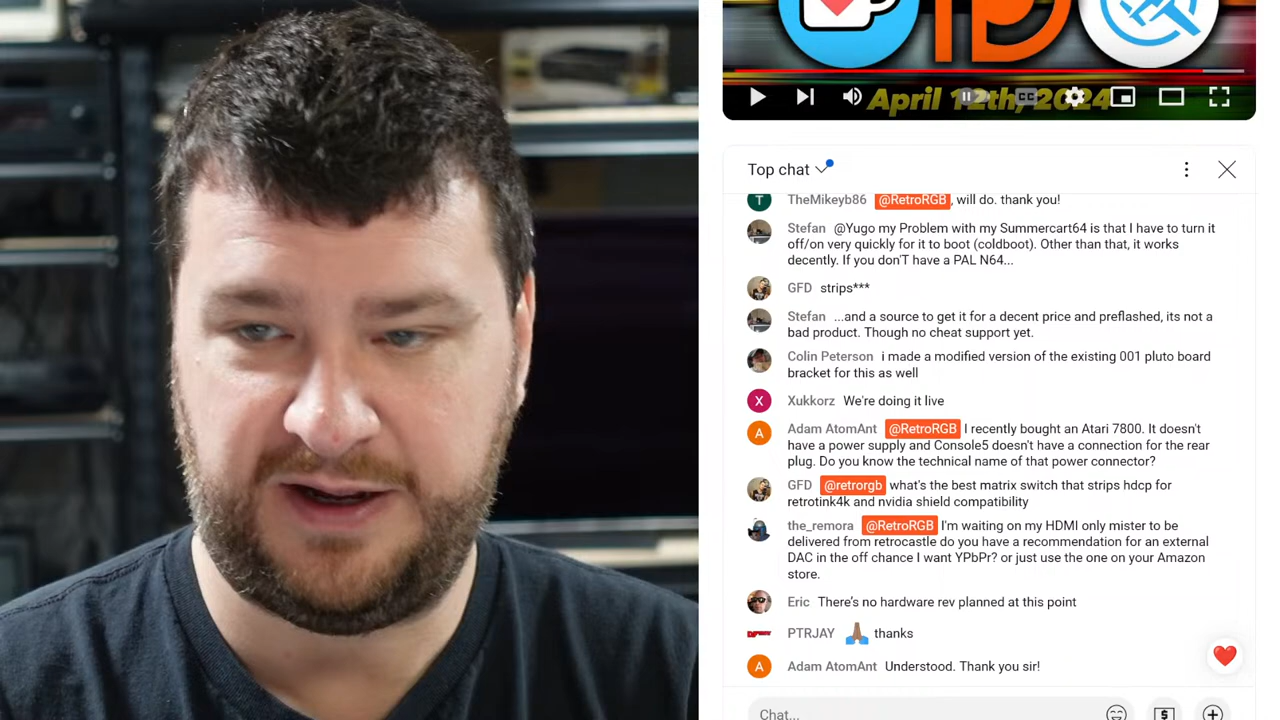 April 12th, 2024
Top chat
T TheMikeyb86 @RetroRGB, will do. thank you!
Stefan @Yugo my Problem with my Summercart64 is that I have to turn it
off/on very quickly for it to boot (coldboot). Other than that, it works
decently. If you donʼT have a PAL N64...
GFD strips***
Stefan ...and a source to get it for a decent price and preflashed, its not a
bad product. Though no cheat support yet.
Colin Peterson i made a modified version of the existing 001 pluto board
bracket for this as well
X Xukkorz We're doing it live
A Adam AtomAnt @RetroRGB I recently bought an Atari 7800. It doesn't
have a power supply and Console5 doesn't have a connection for the rear
plug. Do you know the technical name of that power connector?
GFD @retrorgb what's the best matrix switch that strips hdcp for
retrotink4k and nvidia shield compatibility
the_remora @RetroRGB I'm waiting on my HDMI only mister to be
delivered from retrocastle do you have a recommendation for an external
DAC in the off chance I want YPbPr? or just use the one on your Amazon
store.
Eric There's no hardware rev planned at this point
PTRJAY 🙏🏽 thanks
A Adam AtomAnt Understood. Thank you sir!
Chat...